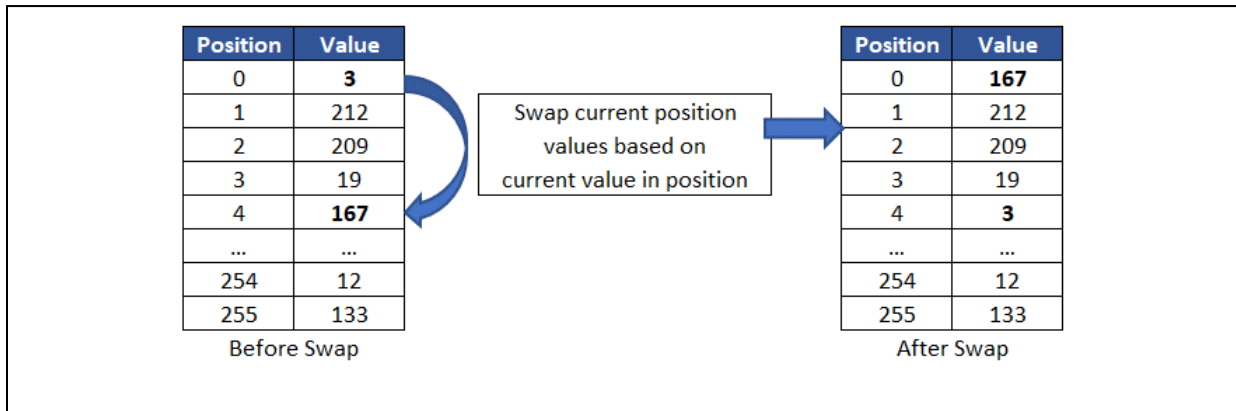 Position Value
0 3
1 212
2 209
3 19
4 167
... ...
254 12
255 133
Before Swap
Swap current position
values based on
current value in position
Position Value
0 167
1 212
2 209
3 19
4 3
... ...
254 12
255 133
After Swap